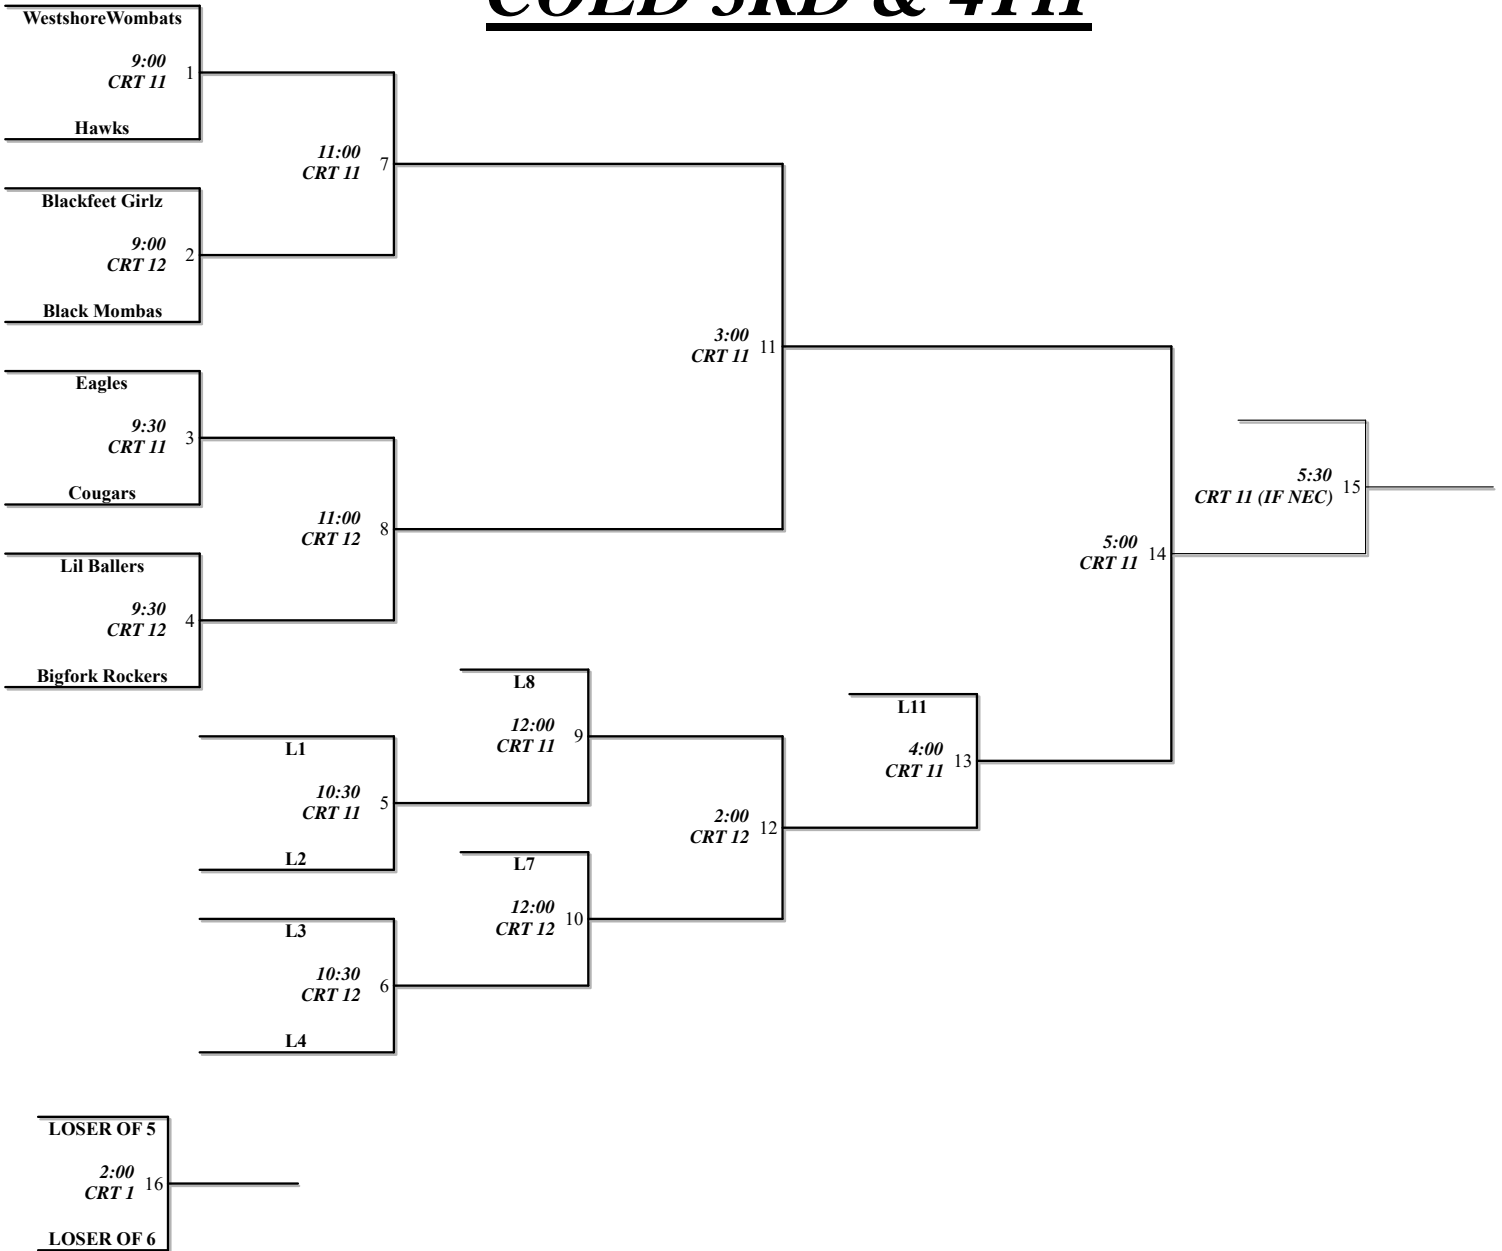 COED 3RD & 4TH
WestshoreWombats
9:00
CRT 11
1
Hawks
11:00
CRT 11
7
Blackfeet Girlz
9:00
CRT 12
2
Black Mombas
3:00
CRT 11
11
Eagles
9:30
CRT 11
3
Cougars
11:00
CRT 12
8
5:30
CRT 11 (IF NEC)
15
5:00
CRT 11
14
Lil Ballers
9:30
CRT 12
4
Bigfork Rockers
L8
12:00
CRT 11
9
L11
4:00
CRT 11
13
L1
10:30
CRT 11
5
L2
2:00
CRT 12
12
L7
12:00
CRT 12
10
L3
10:30
CRT 12
6
L4
LOSER OF 5
2:00
CRT 1
16
LOSER OF 6